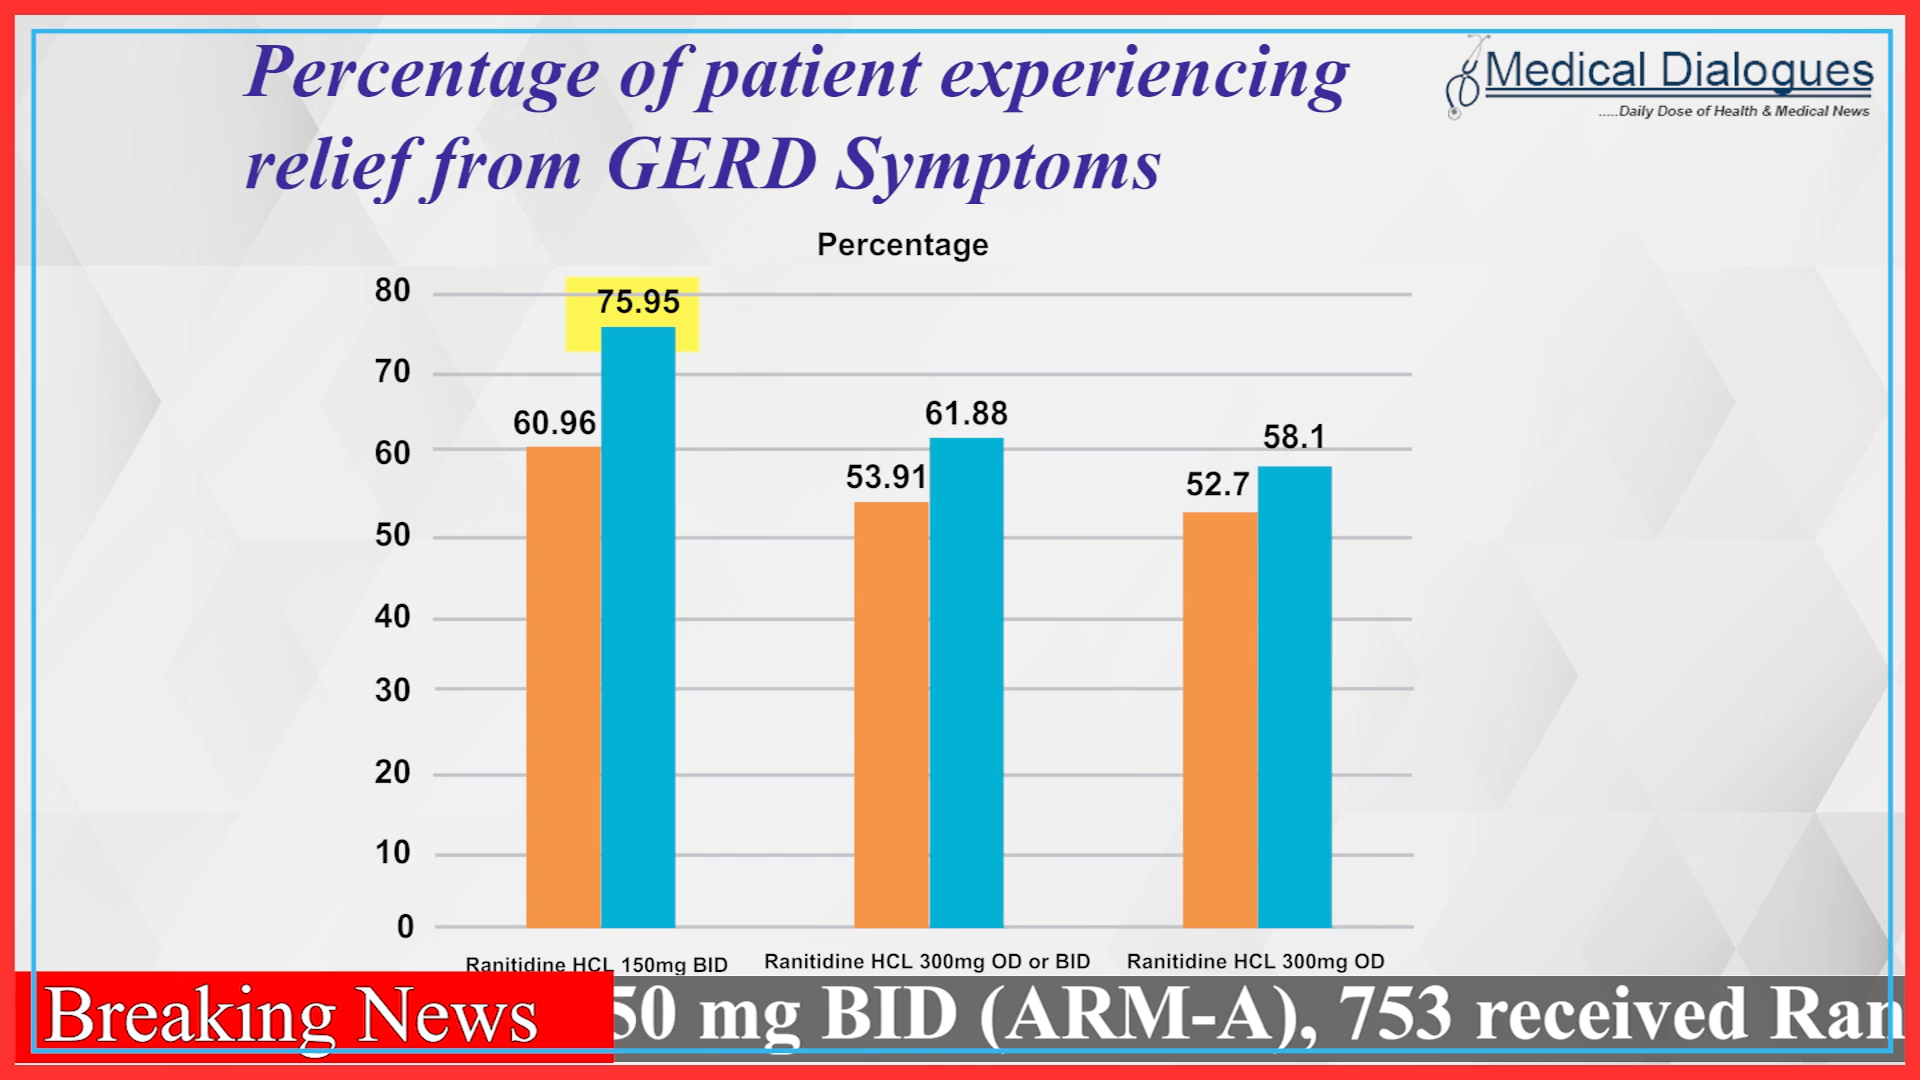 Percentage of patient experiencing
relief from GERD Symptoms
Medical Dialogues
.....Daily Dose of Health & Medical News
Percentage
80
70
60
50
40
30
20
10
0
60.96
75.95
53.91
61.88
52.7
58.1
Ranitidine HCL 150mg BID
Ranitidine HCL 300mg OD or BID
Ranitidine HCL 300mg OD
Breaking News
50 mg BID (ARM-A), 753 received Ran